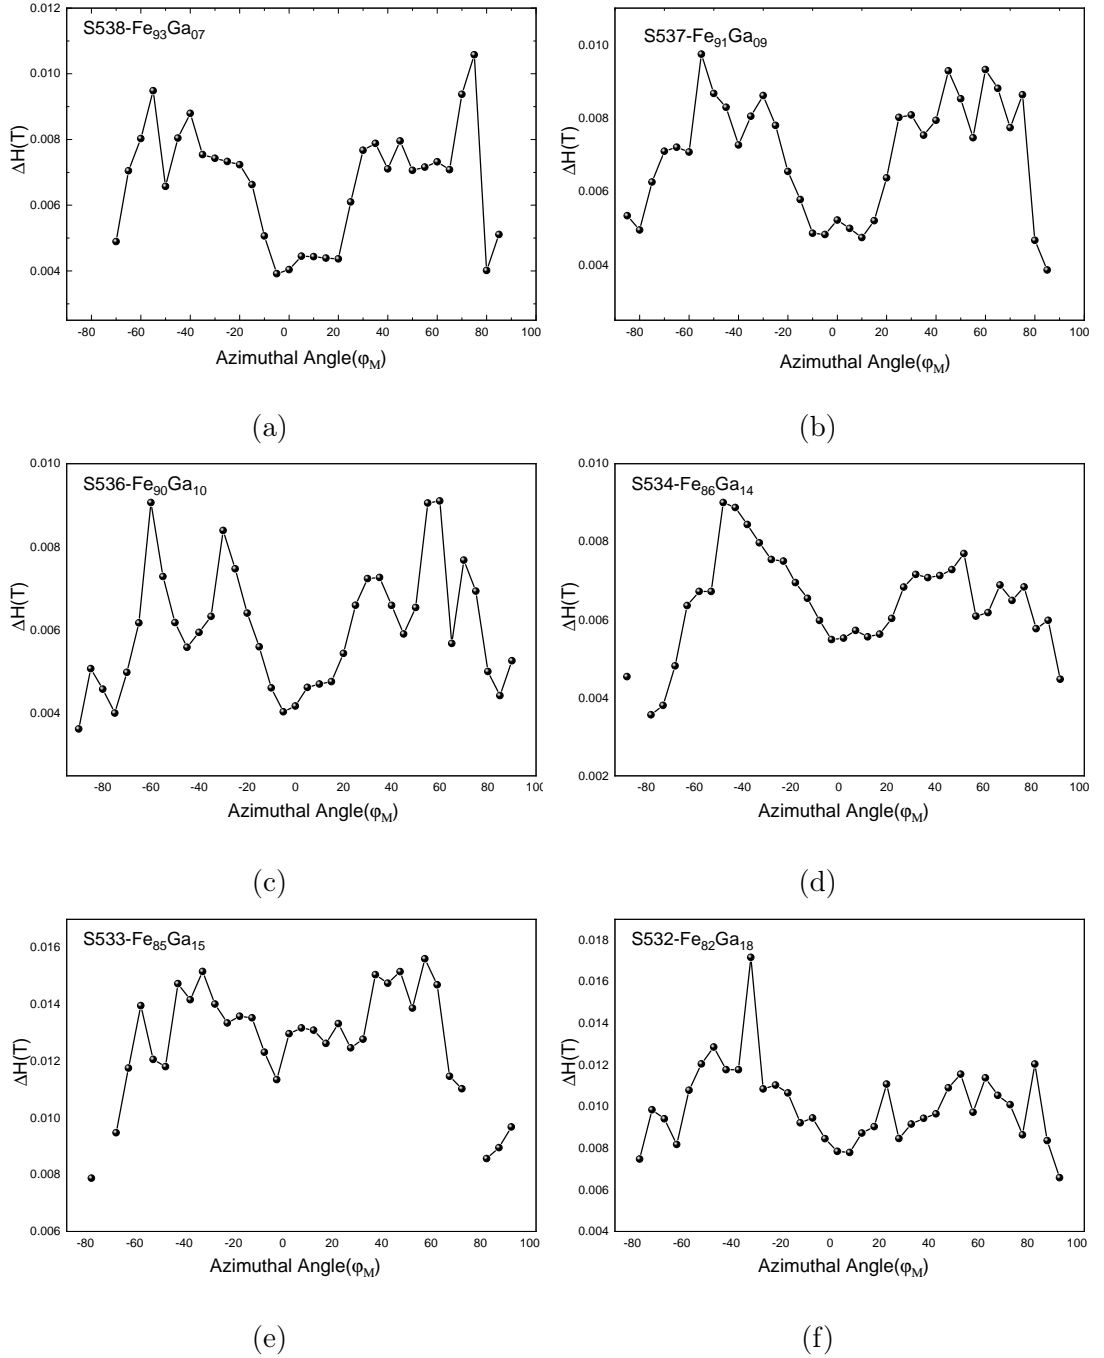 S538-Fe93Ga07
0.012
0.010
0.008
0.006
0.004
ΔH(T)
-80 -60 -40 -20 0 20 40 60 80 100
Azimuthal Angle(φM)
(a)
S537-Fe91Ga09
0.010
0.008
0.006
0.004
ΔH(T)
-80 -60 -40 -20 0 20 40 60 80 100
Azimuthal Angle(φM)
(b)
S536-Fe90Ga10
0.010
0.008
0.006
0.004
ΔH(T)
-80 -60 -40 -20 0 20 40 60 80 100
Azimuthal Angle(φM)
(c)
S534-Fe86Ga14
0.010
0.008
0.006
0.004
0.002
ΔH(T)
-40 -60 -40 -20 0 20 40 60 80 100
Azimuthal Angle(φM)
(d)
S533-Fe85Ga15
0.016
0.014
0.012
0.010
0.008
0.006
ΔH(T)
-80 -60 -40 -20 0 20 40 60 80 100
Azimuthal Angle(φM)
(e)
S532-Fe82Ga18
0.018
0.016
0.014
0.012
0.010
0.008
0.006
0.004
ΔH(T)
-80 -60 -40 -20 0 20 40 60 80 100
Azimuthal Angle(φM)
(f)